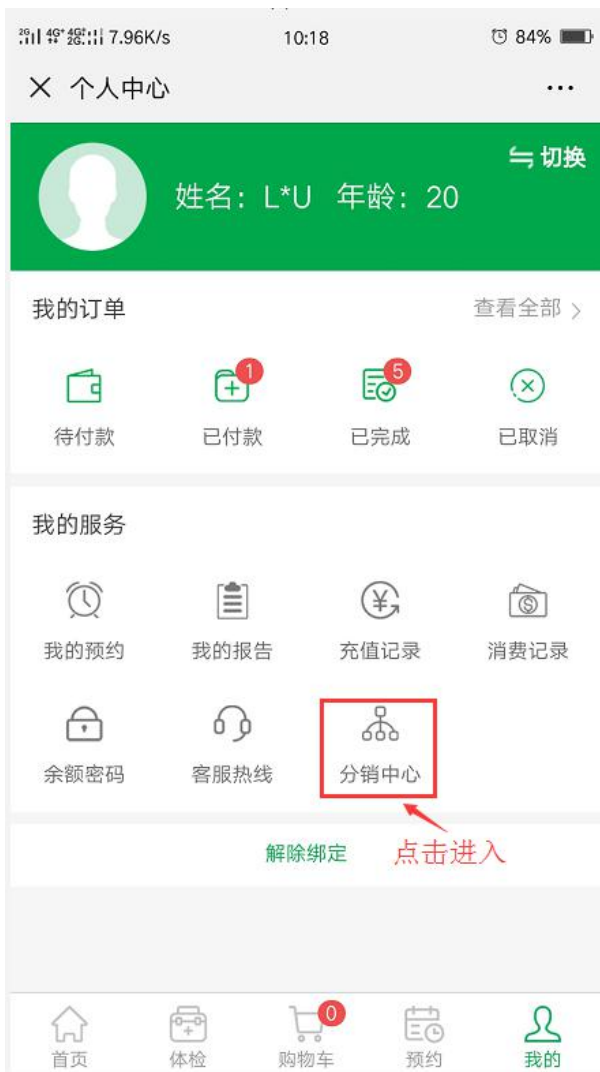 2G 4G+ 4G+ 2G 7.96K/s 10:18 84%
个人中心 ...
切换
姓名：L*U 年龄：20
我的订单 查看全部 >
1 5
待付款 已付款 已完成 已取消
我的服务
我的预约 我的报告 充值记录 消费记录
余额密码 客服热线 分销中心
解除绑定 点击进入
0
首页 体检 购物车 预约 我的